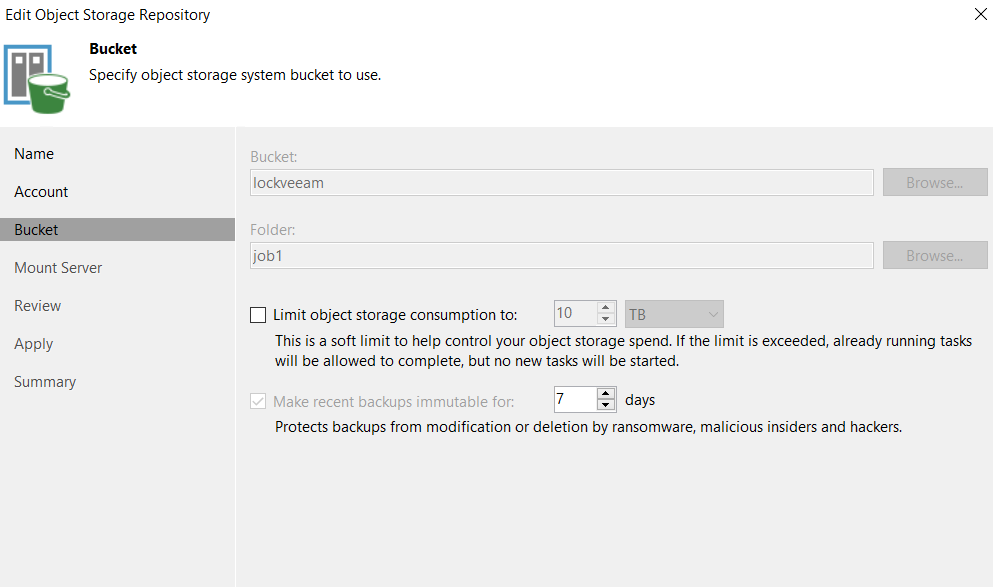 Edit Object Storage Repository
Bucket
Specify object storage system bucket to use.
Name
Account
Bucket
Mount Server
Review
Apply
Summary
Bucket:
lockveeam
Browse...
Folder:
job1
Browse...
Limit object storage consumption to:
10
TB
This is a soft limit to help control your object storage spend. If the limit is exceeded, already running tasks
will be allowed to complete, but no new tasks will be started.
Make recent backups immutable for:
7
days
Protects backups from modification or deletion by ransomware, malicious insiders and hackers.